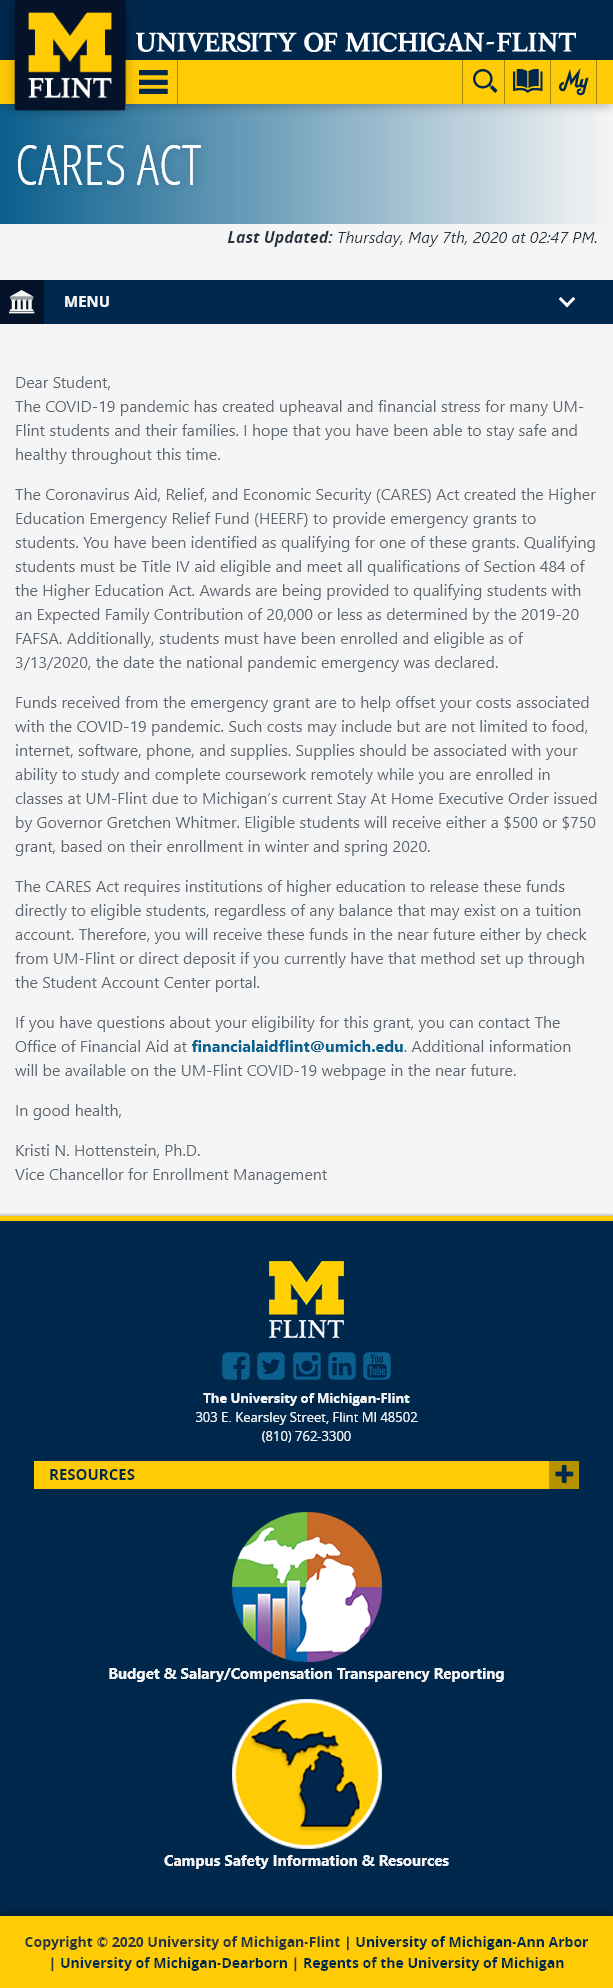 M
FLINT
UNIVERSITY OF MICHIGAN-FLINT
My
CARES ACT
Last Updated: Thursday, May 7th, 2020 at 02:47 PM.
MENU
Dear Student,
The COVID-19 pandemic has created upheaval and financial stress for many UM-
Flint students and their families. I hope that you have been able to stay safe and
healthy throughout this time.
The Coronavirus Aid, Relief, and Economic Security (CARES) Act created the Higher
Education Emergency Relief Fund (HEERF) to provide emergency grants to
students. You have been identified as qualifying for one of these grants. Qualifying
students must be Title IV aid eligible and meet all qualifications of Section 484 of
the Higher Education Act. Awards are being provided to qualifying students with
an Expected Family Contribution of 20,000 or less as determined by the 2019-20
FAFSA. Additionally, students must have been enrolled and eligible as of
3/13/2020, the date the national pandemic emergency was declared.
Funds received from the emergency grant are to help offset your costs associated
with the COVID-19 pandemic. Such costs may include but are not limited to food,
internet, software, phone, and supplies. Supplies should be associated with your
ability to study and complete coursework remotely while you are enrolled in
classes at UM-Flint due to Michigan’s current Stay At Home Executive Order issued
by Governor Gretchen Whitmer. Eligible students will receive either a $500 or $750
grant, based on their enrollment in winter and spring 2020.
The CARES Act requires institutions of higher education to release these funds
directly to eligible students, regardless of any balance that may exist on a tuition
account. Therefore, you will receive these funds in the near future either by check
from UM-Flint or direct deposit if you currently have that method set up through
the Student Account Center portal.
If you have questions about your eligibility for this grant, you can contact The
Office of Financial Aid at financialaidflint@umich.edu. Additional information
will be available on the UM-Flint COVID-19 webpage in the near future.
In good health,
Kristi N. Hottenstein, Ph.D.
Vice Chancellor for Enrollment Management
M
FLINT
You Tube
The University of Michigan-Flint
303 E. Kearsley Street, Flint MI 48502
(810) 762-3300
RESOURCES
Budget & Salary/Compensation Transparency Reporting
Campus Safety Information & Resources
Copyright © 2020 University of Michigan-Flint | University of Michigan-Ann Arbor
| University of Michigan-Dearborn | Regents of the University of Michigan